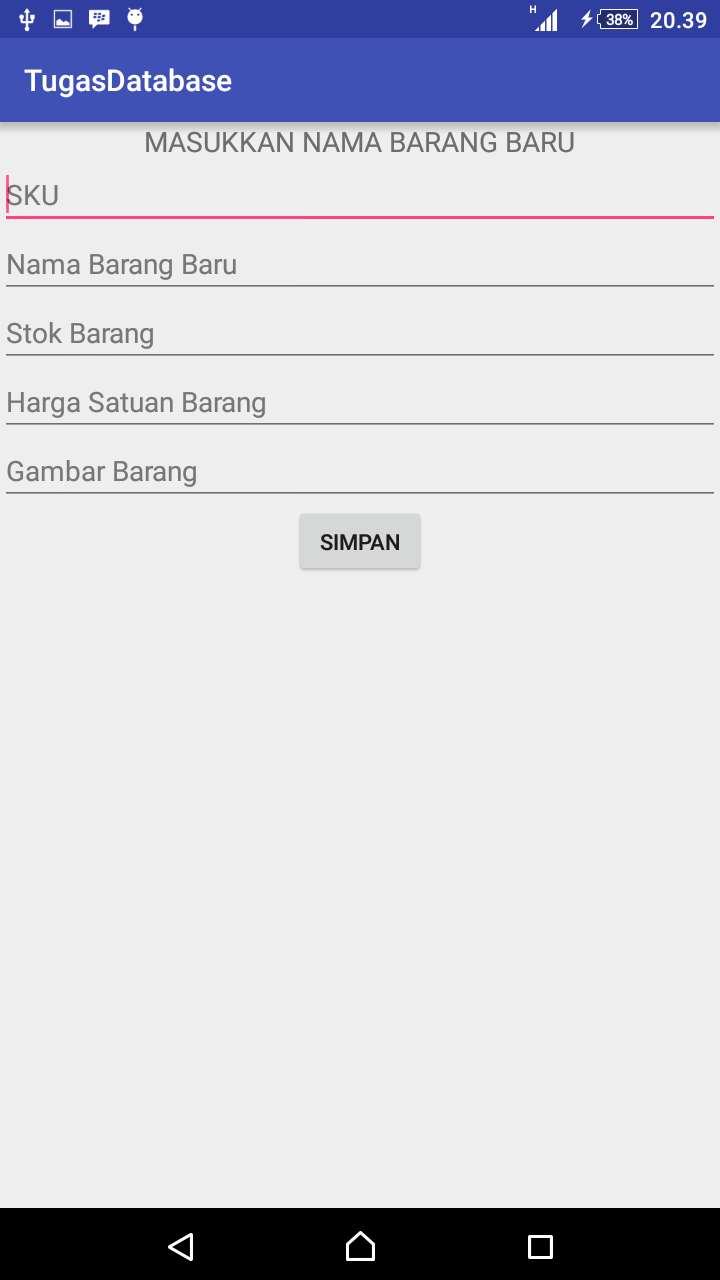 H 38% 20.39
TugasDatabase
MASUKKAN NAMA BARANG BARU
SKU
Nama Barang Baru
Stok Barang
Harga Satuan Barang
Gambar Barang
SIMPAN